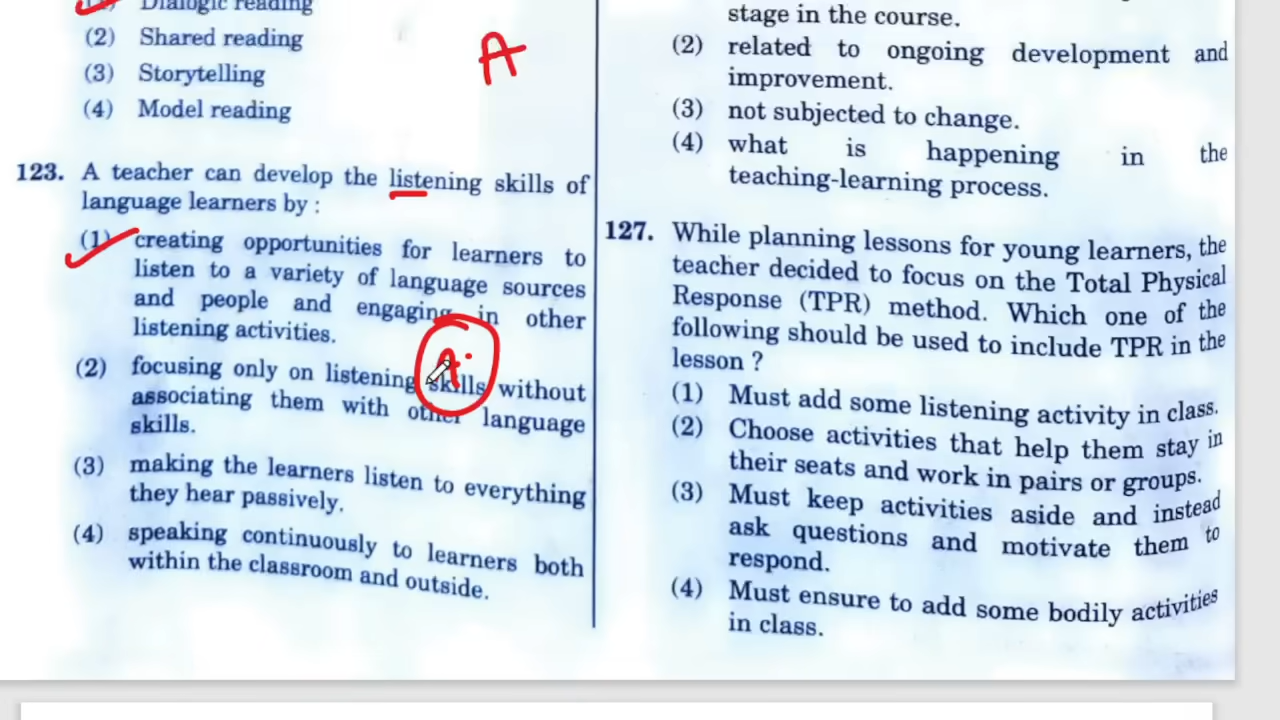 (1) Dialogic reading
(2) Shared reading
(3) Storytelling
(4) Model reading
A
123. A teacher can develop the listening skills of
language learners by :
(1) creating opportunities for learners to
listen to a variety of language sources
and people and engaging in other
listening activities.
(2) focusing only on listening skills without
associating them with other language
skills.
(3) making the learners listen to everything
they hear passively.
(4) speaking continuously to learners both
within the classroom and outside.
A
stage in the course.
(2) related to ongoing development and
improvement.
(3) not subjected to change.
(4) what is happening in the
teaching-learning process.
127. While planning lessons for young learners, the
teacher decided to focus on the Total Physical
Response (TPR) method. Which one of the
following should be used to include TPR in the
lesson ?
(1) Must add some listening activity in class.
(2) Choose activities that help them stay in
their seats and work in pairs or groups.
(3) Must keep activities aside and instead
ask questions and motivate them to
respond.
(4) Must ensure to add some bodily activities
in class.